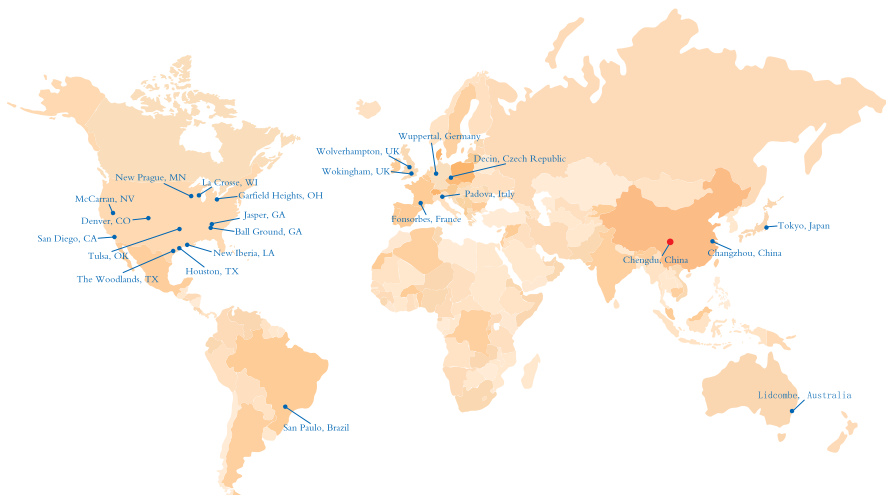 Wuppertal, Germany
Wolverhampton, UK
Decin, Czech Republic
Wokingham, UK
New Prague, MN
La Crosse, WI
Padova, Italy
McCarran, NV
Garfield Heights, OH
Denver, CO
Jasper, GA
Fonsorbes, France
Tokyo, Japan
Ball Ground, GA
San Diego, CA
New Iberia, LA
Changzhou, China
Tulsa, OK
Chengdu, China
Houston, TX
The Woodlands, TX
Lidcombe, Australia
San Paulo, Brazil